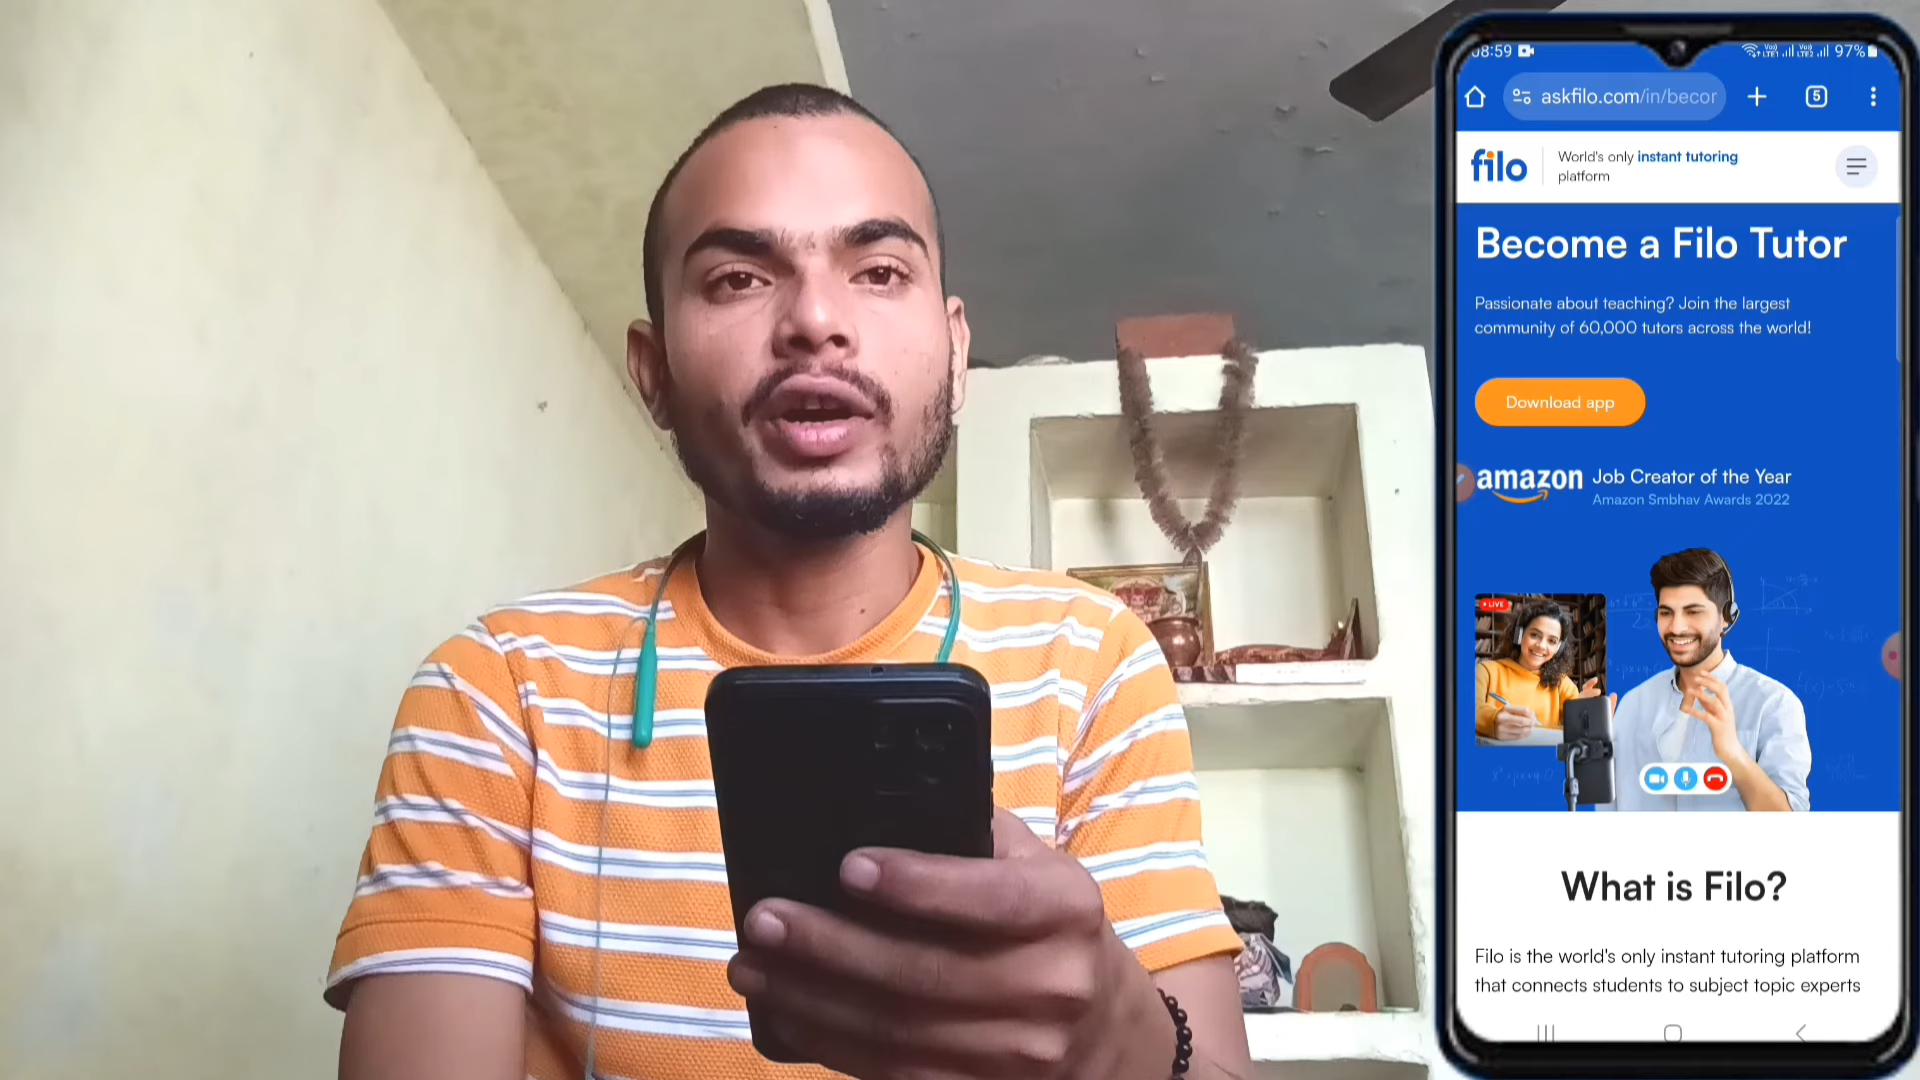 08:59
97%
askfilo.com/in/becor
5
filo
World's only instant tutoring
platform
Become a Filo Tutor
Passionate about teaching? Join the largest
community of 60,000 tutors across the world!
Download app
amazon
Job Creator of the Year
Amazon Smbhav Awards 2022
LIVE
What is Filo?
Filo is the world's only instant tutoring platform
that connects students to subject topic experts